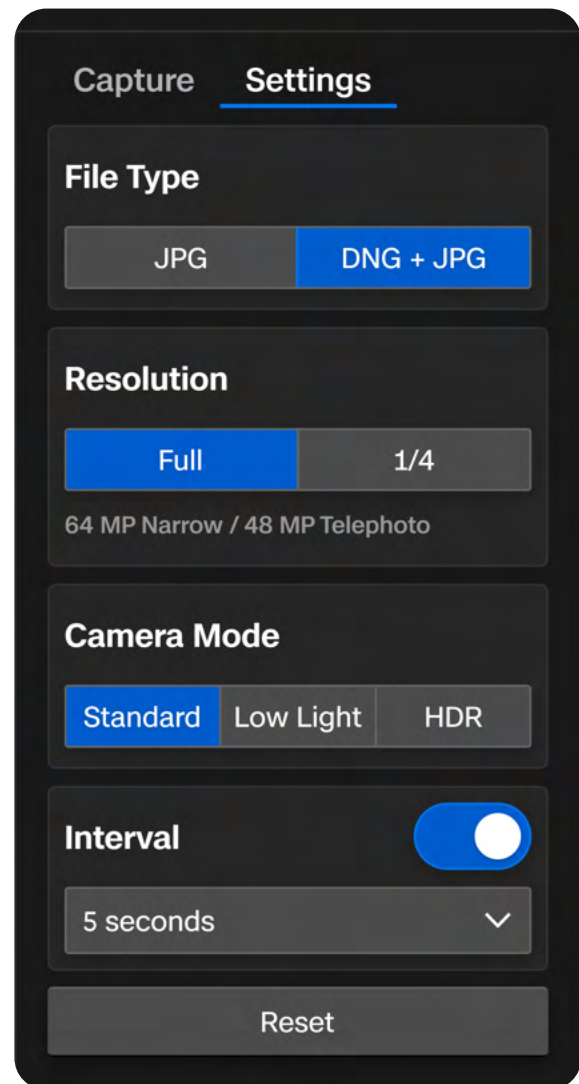 Capture Settings
File Type
JPG DNG + JPG
Resolution
Full 1/4
64 MP Narrow / 48 MP Telephoto
Camera Mode
Standard Low Light HDR
Interval
5 seconds
Reset